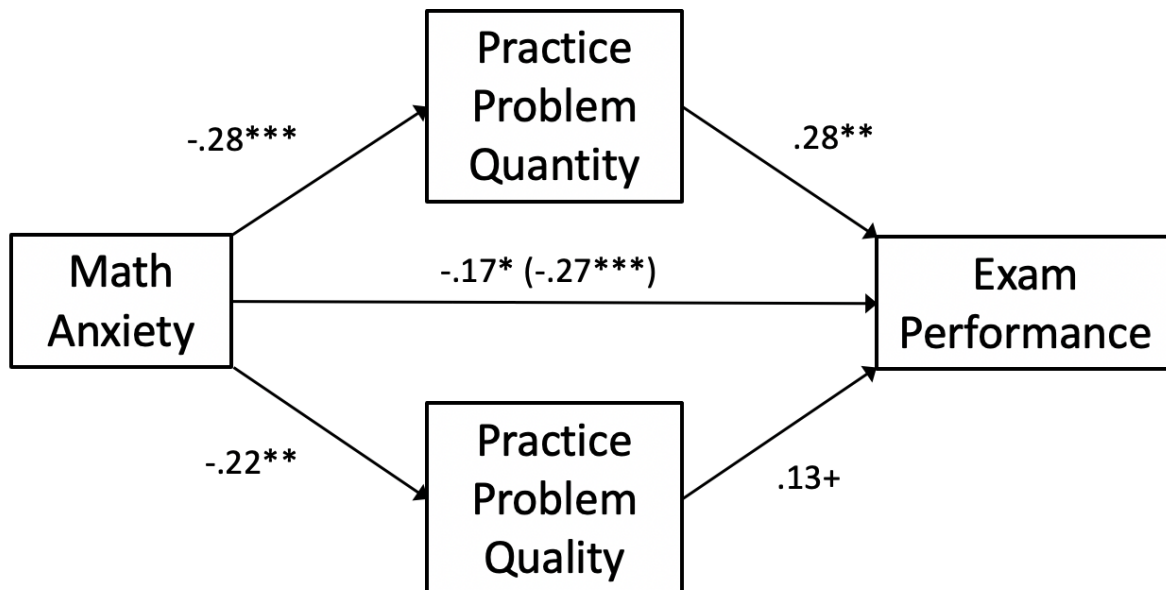 Practice
Problem
Quantity
-.28***
.28**
Math
Anxiety
-.17* (-.27***)
Exam
Performance
-.22**
Practice
Problem
Quality
.13+